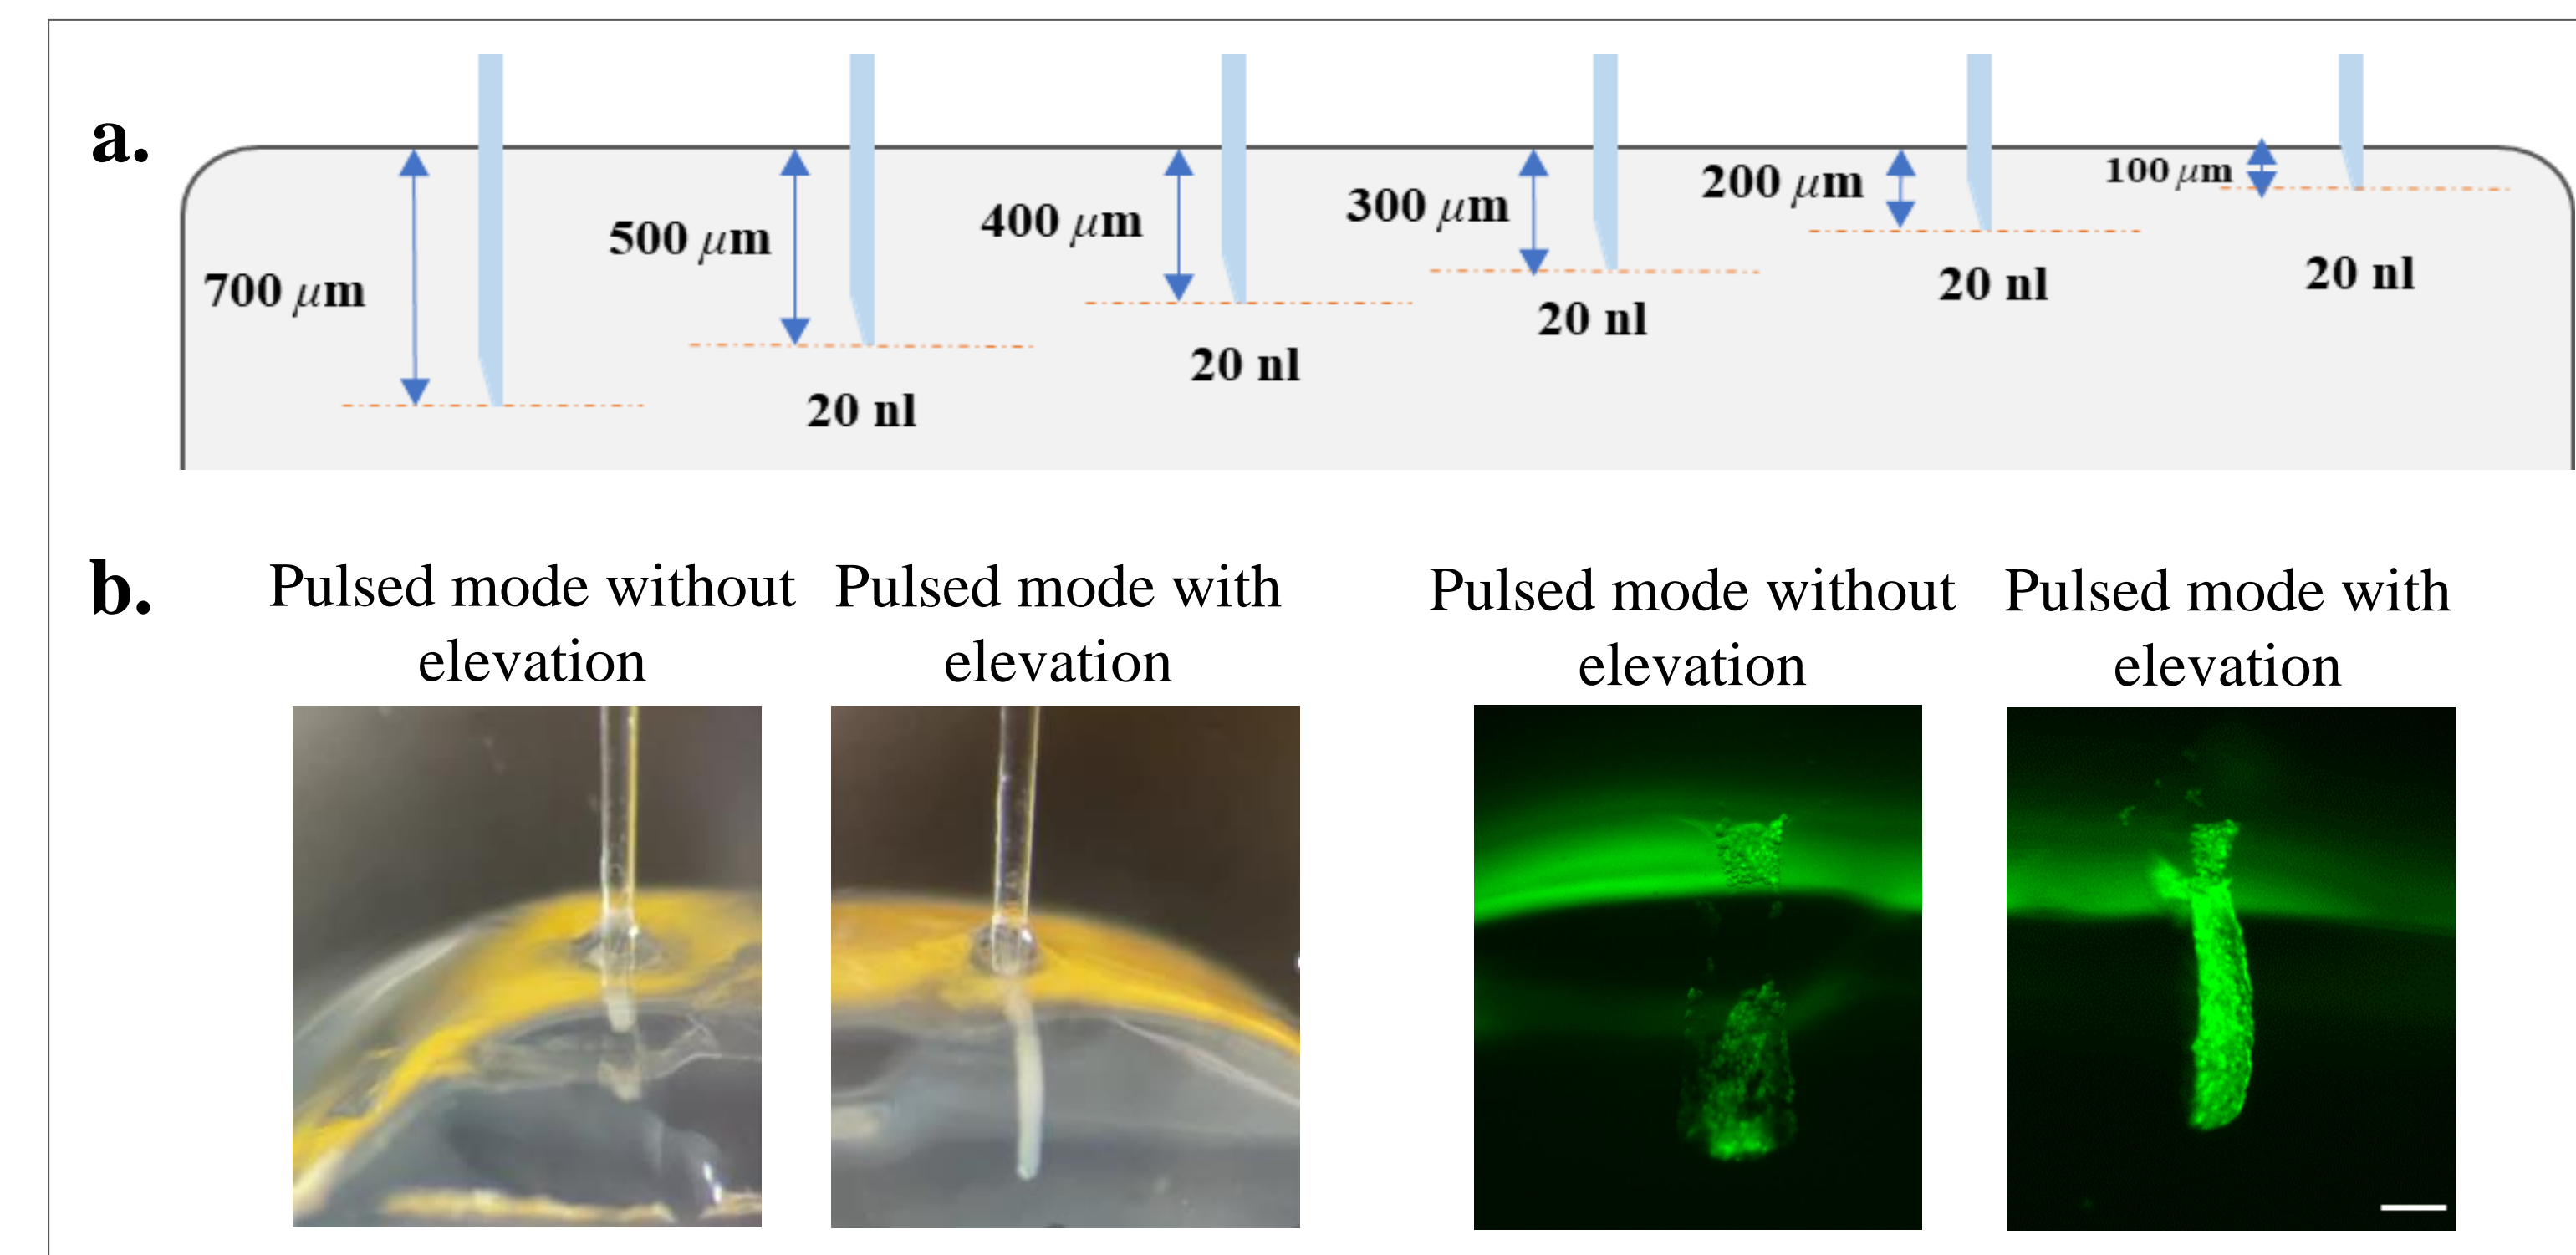 a.
700 μm
500 μm
20 nl
400 μm
20 nl
300 μm
20 nl
200 μm
20 nl
100 μm
20 nl
b.
Pulsed mode without
elevation
Pulsed mode with
elevation
Pulsed mode without
elevation
Pulsed mode with
elevation